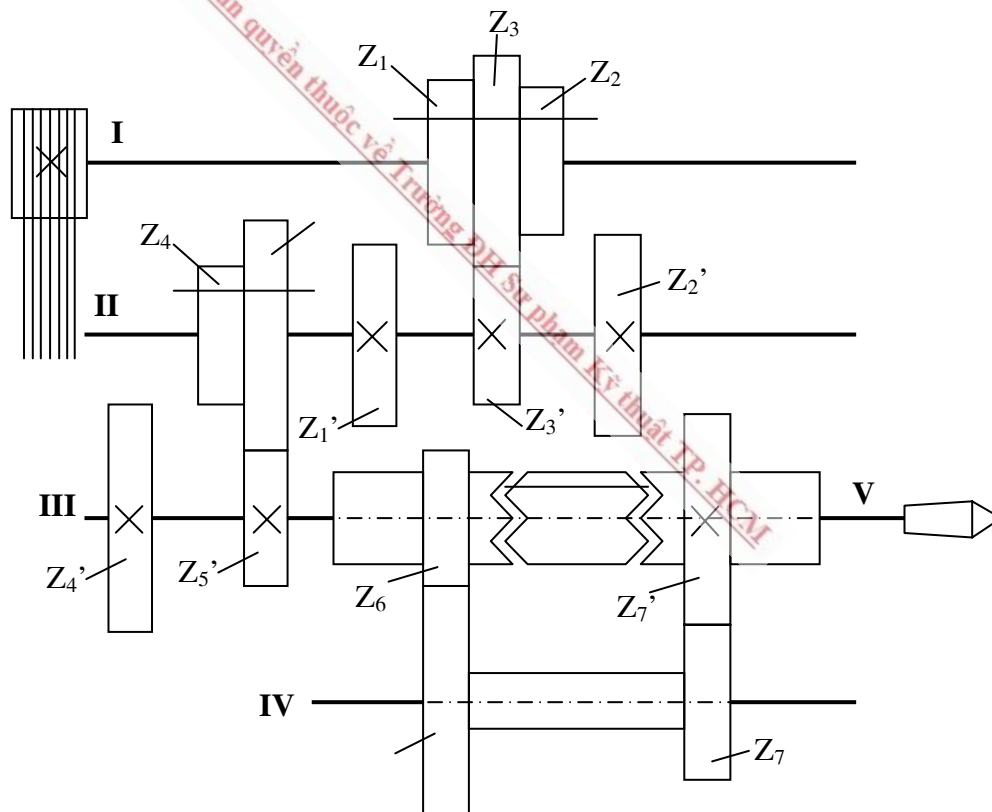 Z3
Z1
Z2
I
Z4
Z2’
II
Z1’
Z3’
III
V
Z4’
Z5’
Z6
Z7’
IV
Z7
quyền thuộc về Trường ĐH Sư phạm Kỹ thuật TP. HCM